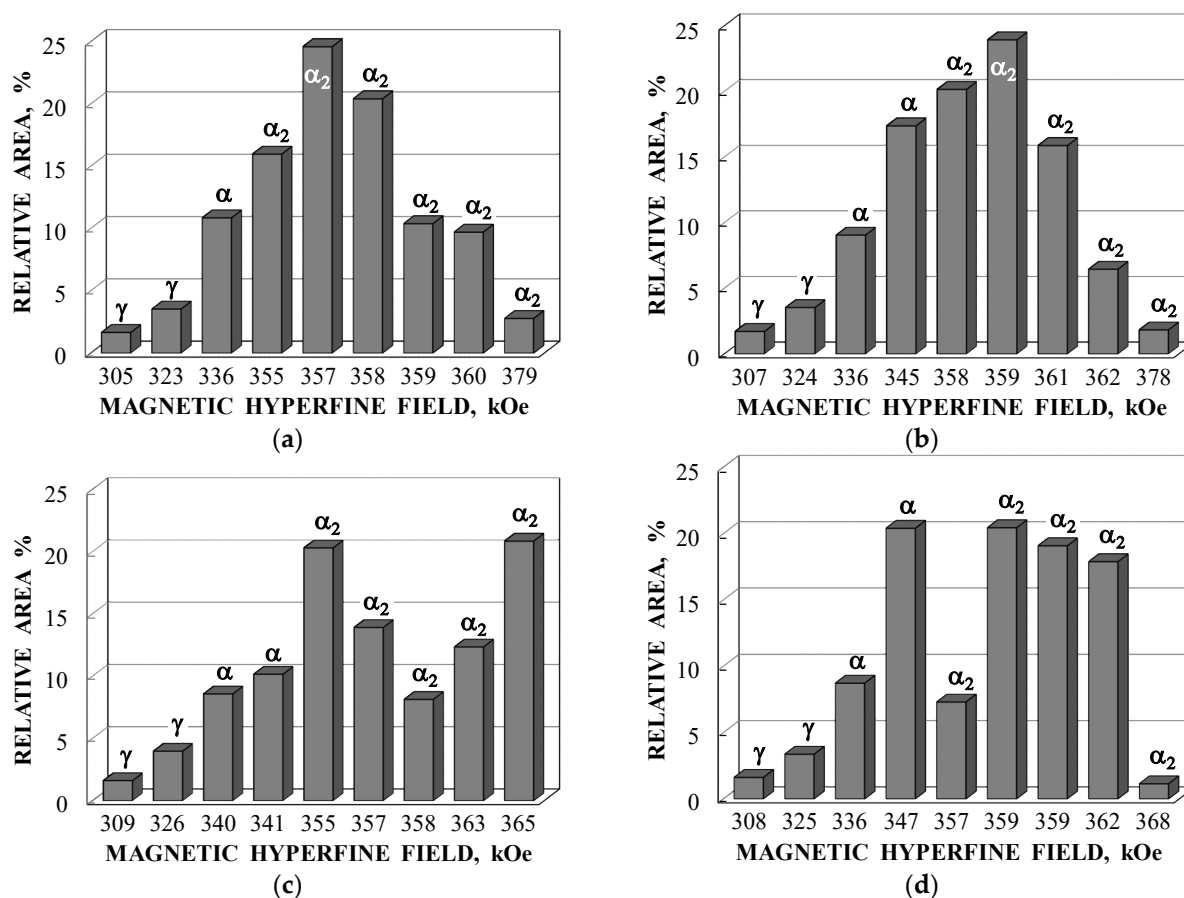 RELATIVE AREA, %
25
20
15
10
5
0
γ γ α α₂ α₂ α₂ α₂ α₂ α₂
305 323 336 355 357 358 359 360 379
MAGNETIC HYPERFINE FIELD, kOe
(a)
RELATIVE AREA, %
25
20
15
10
5
0
γ γ α α α₂ α₂ α₂ α₂ α₂
307 324 336 345 358 359 361 362 378
MAGNETIC HYPERFINE FIELD, kOe
(b)
RELATIVE AREA %
25
20
15
10
5
0
γ γ α α α₂ α₂ α₂ α₂ α₂
309 326 340 341 355 357 358 363 365
MAGNETIC HYPERFINE FIELD, kOe
(c)
RELATIVE AREA, %
25
20
15
10
5
0
γ γ α α α₂ α₂ α₂ α₂ α₂
308 325 336 347 357 359 359 362 368
MAGNETIC HYPERFINE FIELD, kOe
(d)